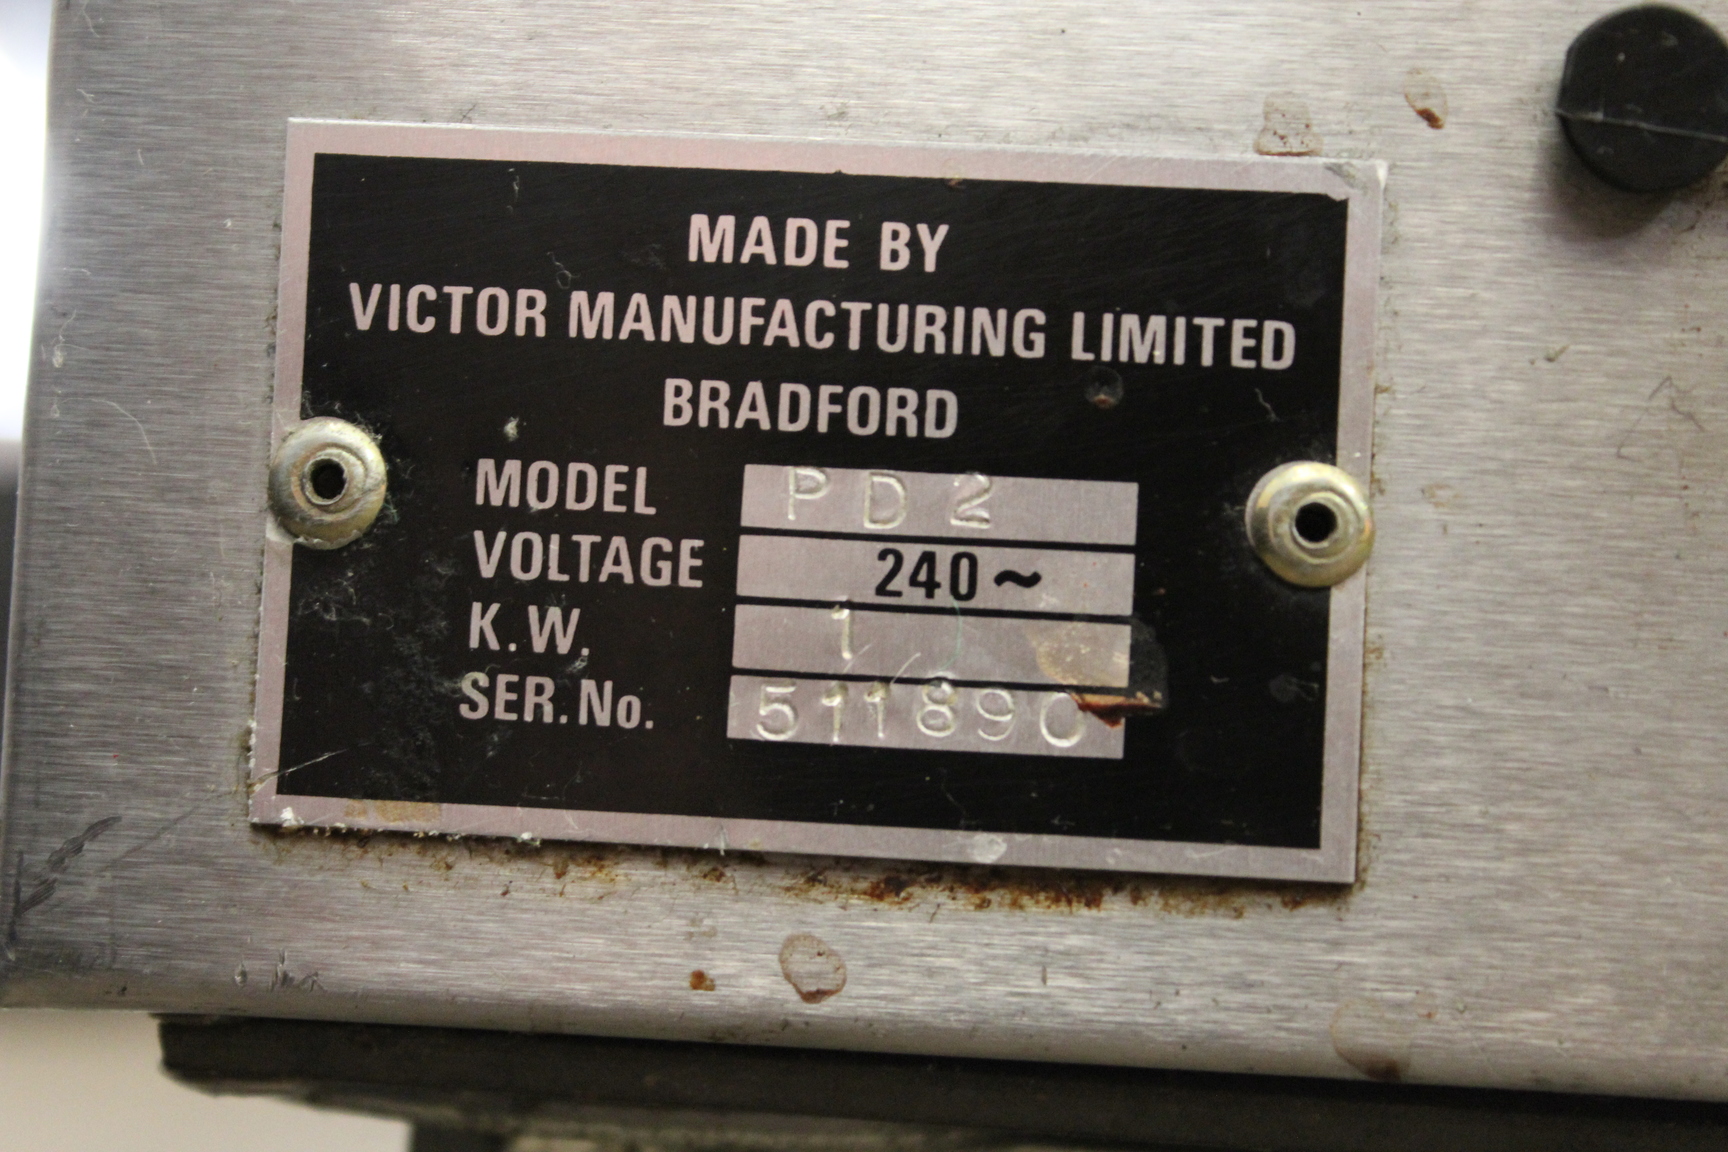 MADE BY
VICTOR MANUFACTURING LIMITED
BRADFORD
MODEL PD2
VOLTAGE 240~
K.W. 1
SER.No. 511890